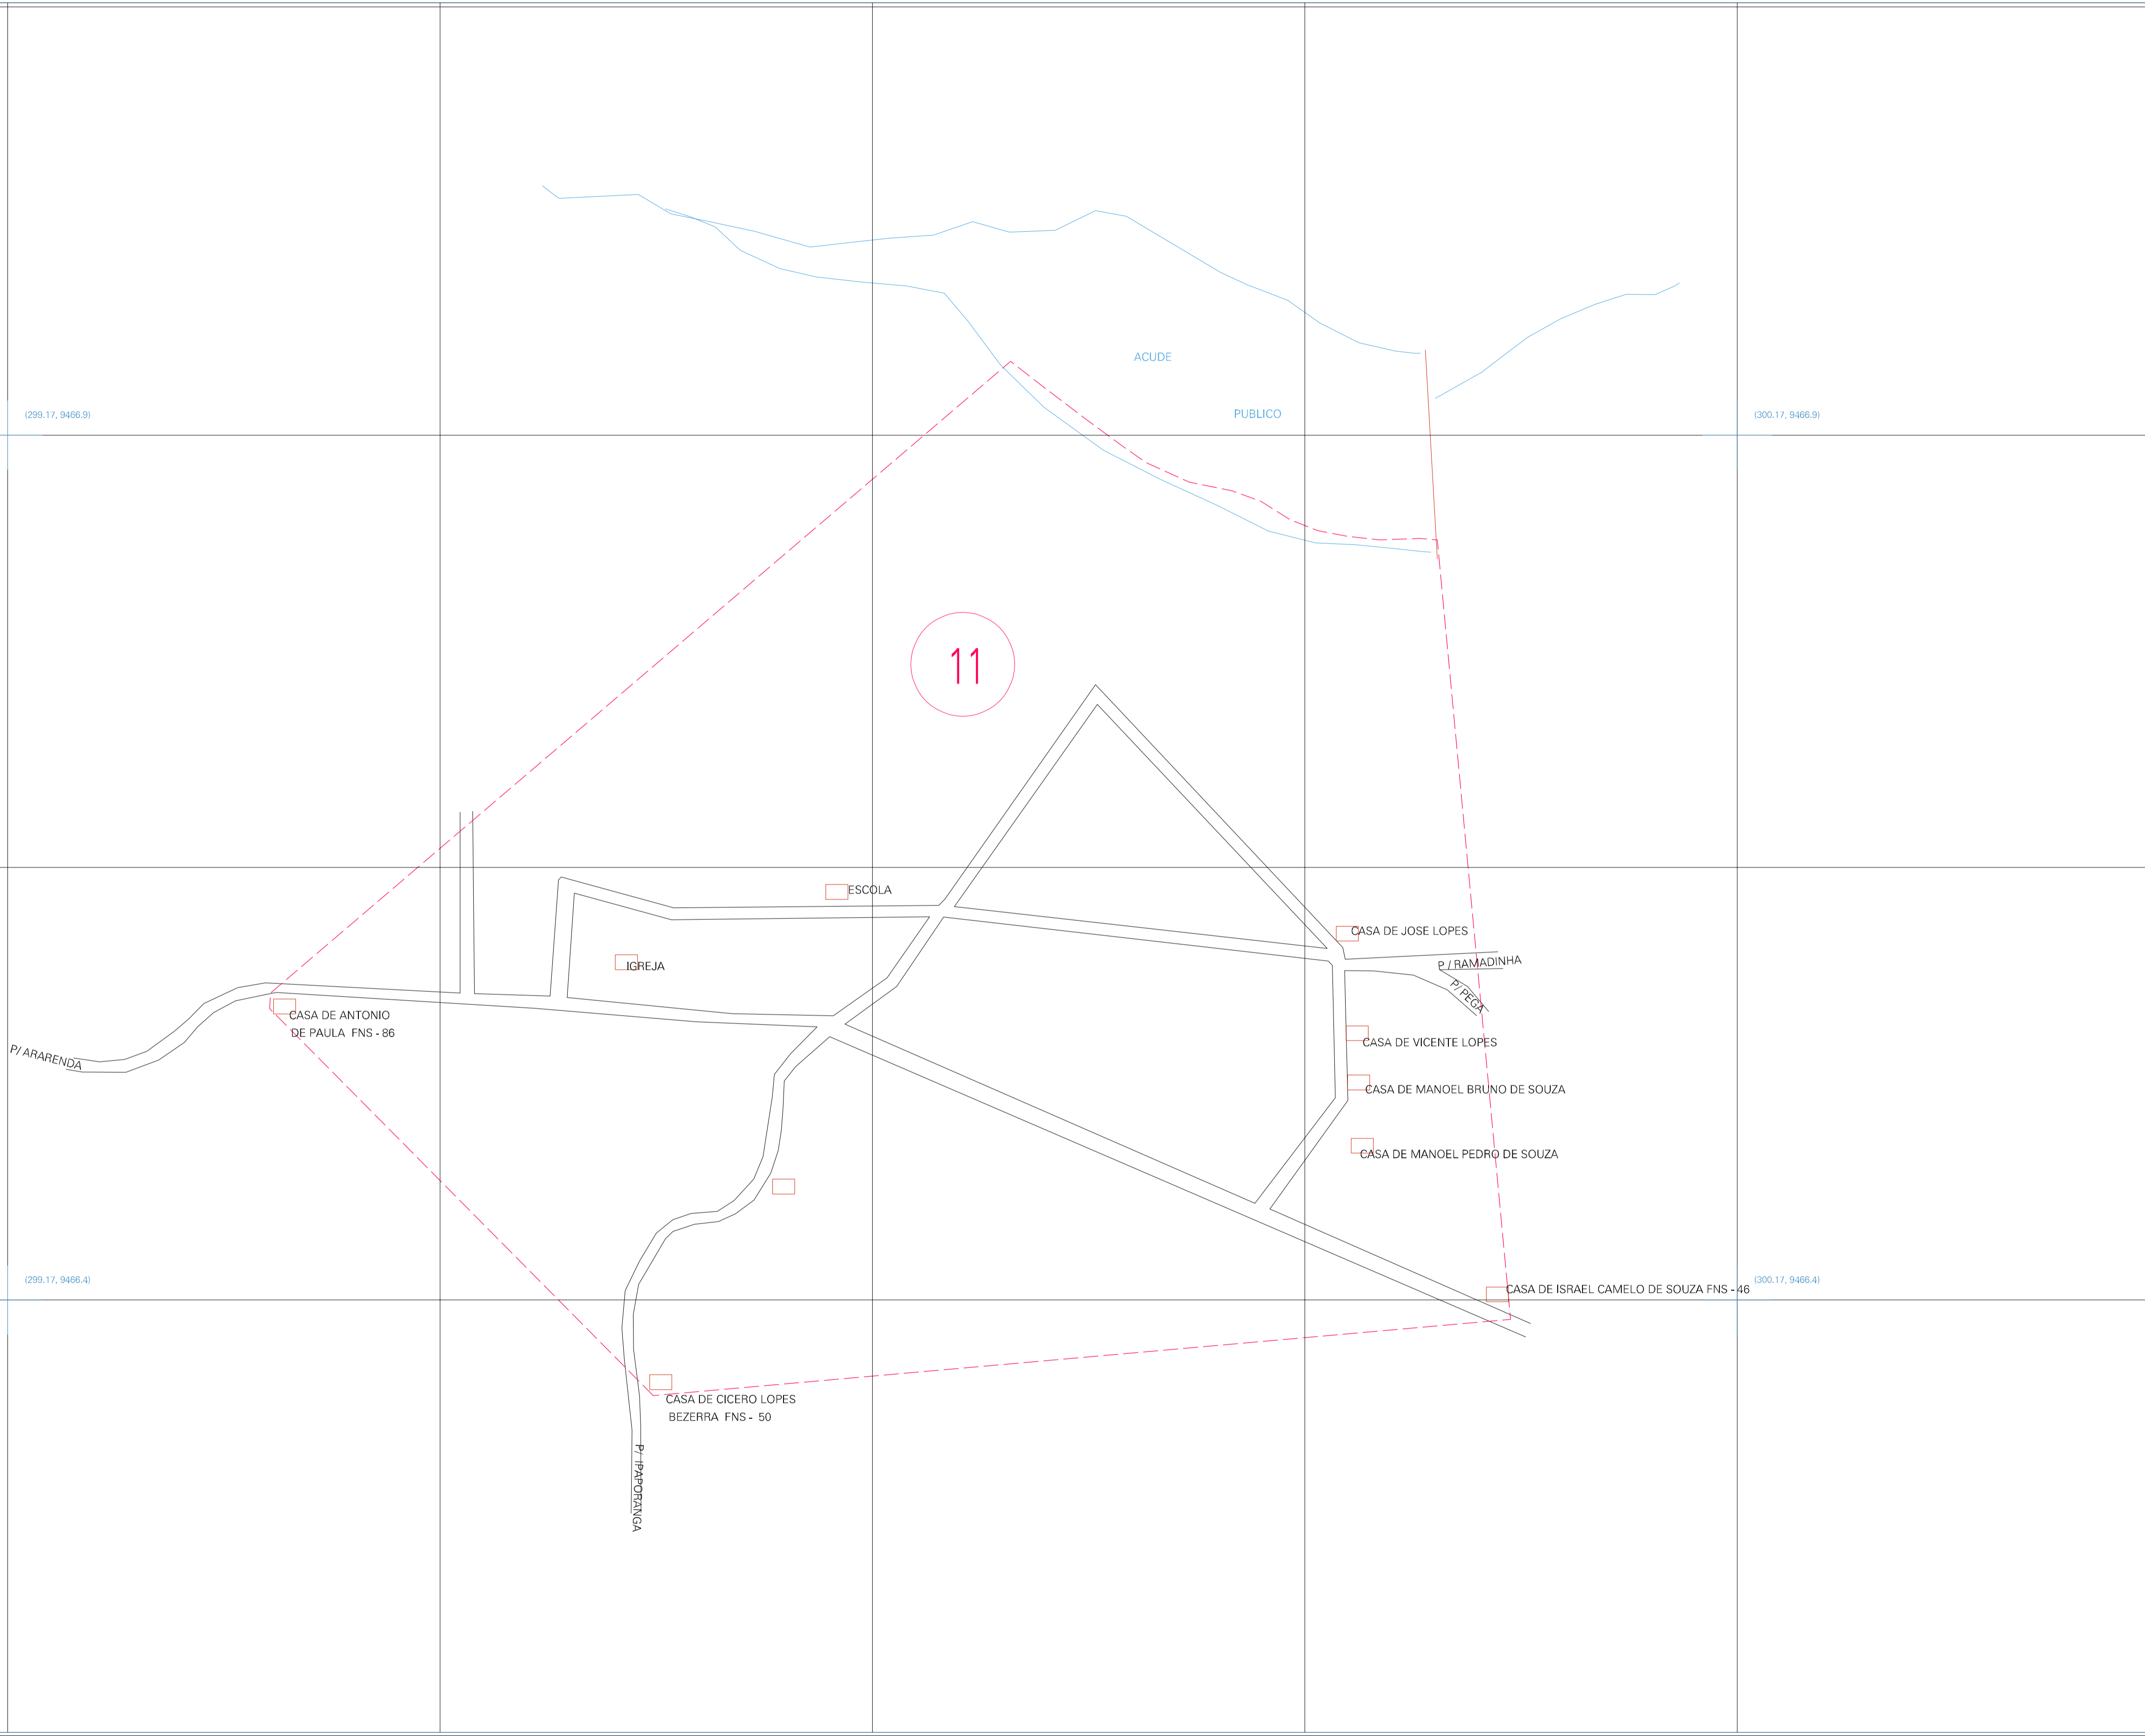 ACUDE
PUBLICO
(299.17, 9466.9)
(300.17, 9466.9)
11
ESCOLA
CASA DE JOSE LOPES
IGREJA
P / RAMADINHA
P/ PEGA
CASA DE ANTONIO
DE PAULA FNS - 86
P/ ARARENDA
CASA DE VICENTE LOPES
CASA DE MANOEL BRUNO DE SOUZA
CASA DE MANOEL PEDRO DE SOUZA
(299.17, 9466.4)
(300.17, 9466.4)
CASA DE ISRAEL CAMELO DE SOUZA FNS - 46
CASA DE CICERO LOPES
BEZERRA FNS - 50
P/ IPAPORANGA